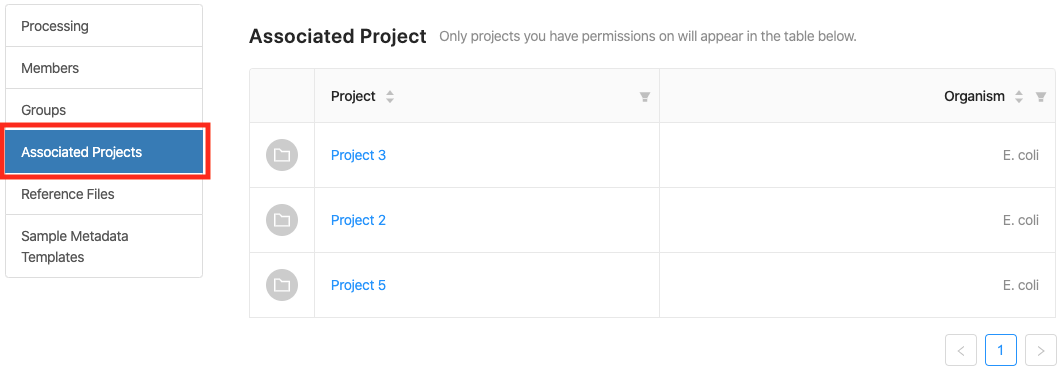 Processing
Members
Groups
Associated Projects
Reference Files
Sample Metadata
Templates
Associated Project Only projects you have permissions on will appear in the table below.
Project Organism
Project 3 E. coli
Project 2 E. coli
Project 5 E. coli
< 1 >